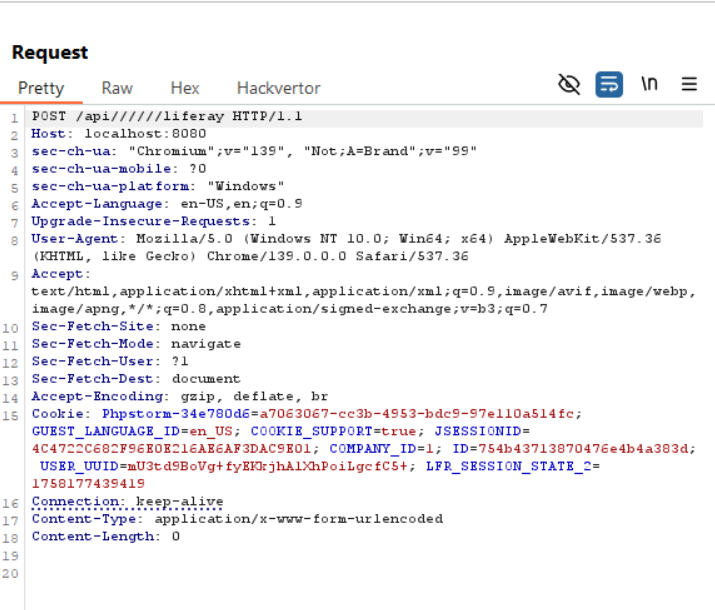 Request
Pretty Raw Hex Hackvertor \n
1 POST /api//////liferay HTTP/1.1
2 Host: localhost:8080
3 sec-ch-ua: "Chromium";v="139", "Not;A=Brand";v="99"
4 sec-ch-ua-mobile: ?0
5 sec-ch-ua-platform: "Windows"
6 Accept-Language: en-US,en;q=0.9
7 Upgrade-Insecure-Requests: 1
8 User-Agent: Mozilla/5.0 (Windows NT 10.0; Win64; x64) AppleWebKit/537.36
(KHTML, like Gecko) Chrome/139.0.0.0 Safari/537.36
9 Accept:
text/html,application/xhtml+xml,application/xml;q=0.9,image/avif,image/webp,
image/apng,*/*;q=0.8,application/signed-exchange;v=b3;q=0.7
10 Sec-Fetch-Site: none
11 Sec-Fetch-Mode: navigate
12 Sec-Fetch-User: ?1
13 Sec-Fetch-Dest: document
14 Accept-Encoding: gzip, deflate, br
15 Cookie: Phpstorm-34e780d6=a7063067-cc3b-4953-bdc9-97e110a514fc;
GUEST_LANGUAGE_ID=en_US; COOKIE_SUPPORT=true; JSESSIONID=
4C4722C682F96E0E216AE6AF3DAC9E01; COMPANY_ID=1; ID=754b43713870476e4b4a383d;
USER_UUID=mU3td9BoVg+fyEKKrjhAlXhPoiLgcfC5+; LFR_SESSION_STATE_2=
1758177439419
16 Connection: keep-alive
17 Content-Type: application/x-www-form-urlencoded
18 Content-Length: 0
19
20